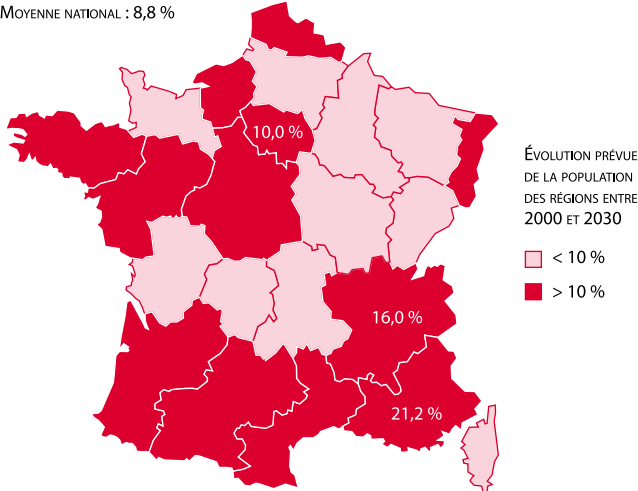 MOYENNE NATIONAL : 8,8 %
10,0 %
ÉVOLUTION PRÉVUE
DE LA POPULATION
DES RÉGIONS ENTRE
2000 ET 2030
< 10 %
> 10 %
16,0 %
21,2 %